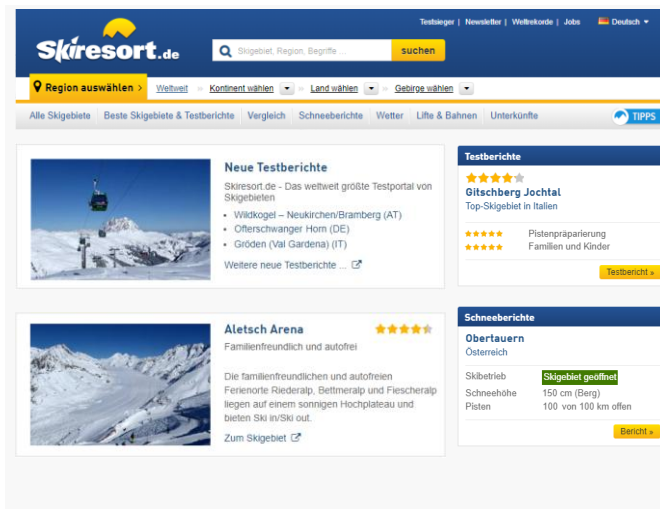 Testsieger | Newsletter | Weltrekorde | Jobs Deutsch
Skiresort.de
Skigebiet, Region, Begriffe ...
suchen
Region auswählen › Weltweit » Kontinent wählen » Land wählen » Gebirge wählen
Alle Skigebiete Beste Skigebiete & Testberichte Vergleich Schneeberichte Wetter Lifte & Bahnen Unterkünfte TIPPS
Neue Testberichte
Skiresort.de - Das weltweit größte Testportal von
Skigebieten
• Wildkogel – Neukirchen/Bramberg (AT)
• Ofterschwanger Horn (DE)
• Gröden (Val Gardena) (IT)
Weitere neue Testberichte ...
Testberichte
Gitschberg Jochtal
Top-Skigebiet in Italien
Pistenpräparierung
Familien und Kinder
Testbericht »
Aletsch Arena
Familienfreundlich und autofrei
Die familienfreundlichen und autofreien
Ferienorte Riederalp, Bettmeralp und Fiescheralp
liegen auf einem sonnigen Hochplateau und
bieten Ski in/Ski out.
Zum Skigebiet
Schneeberichte
Obertauern
Österreich
Skibetrieb Skigebiet geöffnet
Schneehöhe 150 cm (Berg)
Pisten 100 von 100 km offen
Bericht »